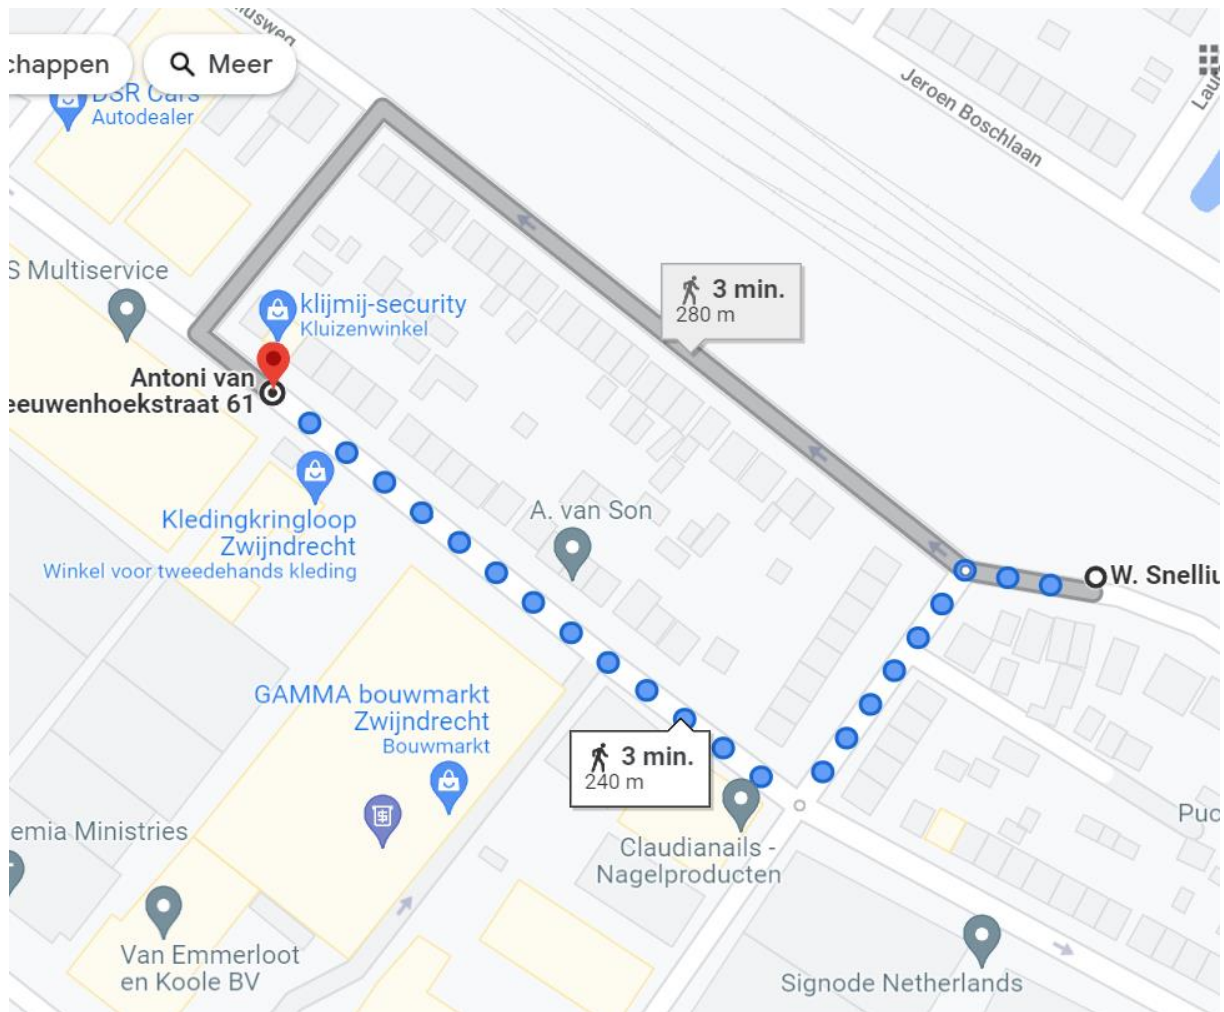 chappen
Meer
usweg
DSR Cars
Autodealer
Jeroen Boschlaan
Lau
3 min.
280 m
S Multiservice
klijmij-security
Kluizenwinkel
Antoni van
eeuwenhoekstraat 61
Kledingkringloop
Zwijndrecht
Winkel voor tweedehands kleding
A. van Son
W. Snelliu
GAMMA bouwmarkt
Zwijndrecht
Bouwmarkt
3 min.
240 m
emia Ministries
Claudianails -
Nagelproducten
Puc
Van Emmerloot
en Koole BV
Signode Netherlands